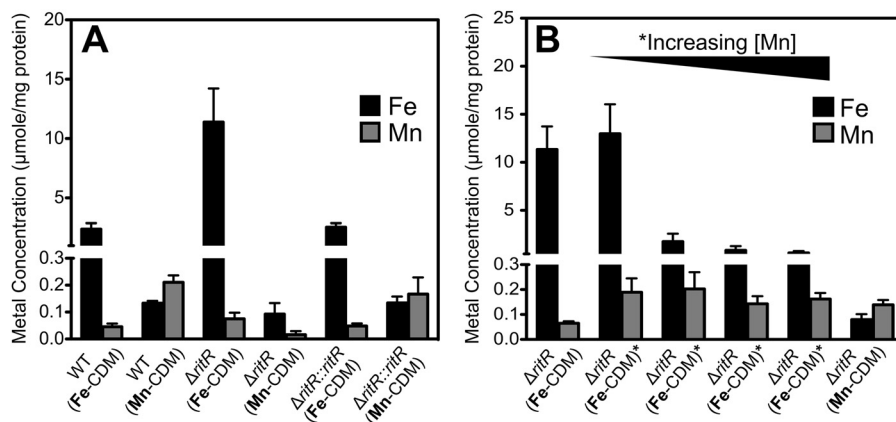 A
Metal Concentration (μmole/mg protein)
20
15
10
5
0.3
0.2
0.1
0.0
Fe
Mn
WT
(Fe-CDM)
WT
(Mn-CDM)
ΔritR
(Fe-CDM)
ΔritR
(Mn-CDM)
ΔritR::ritR
(Fe-CDM)
ΔritR::ritR
(Mn-CDM)
B
Metal Concentration (μmole/mg protein)
25
20
15
10
5
0.3
0.2
0.1
0.0
*Increasing [Mn]
Fe
Mn
ΔritR
(Fe-CDM)
ΔritR
(Fe-CDM)*
ΔritR
(Fe-CDM)*
ΔritR
(Fe-CDM)*
ΔritR
(Fe-CDM)*
ΔritR
(Mn-CDM)